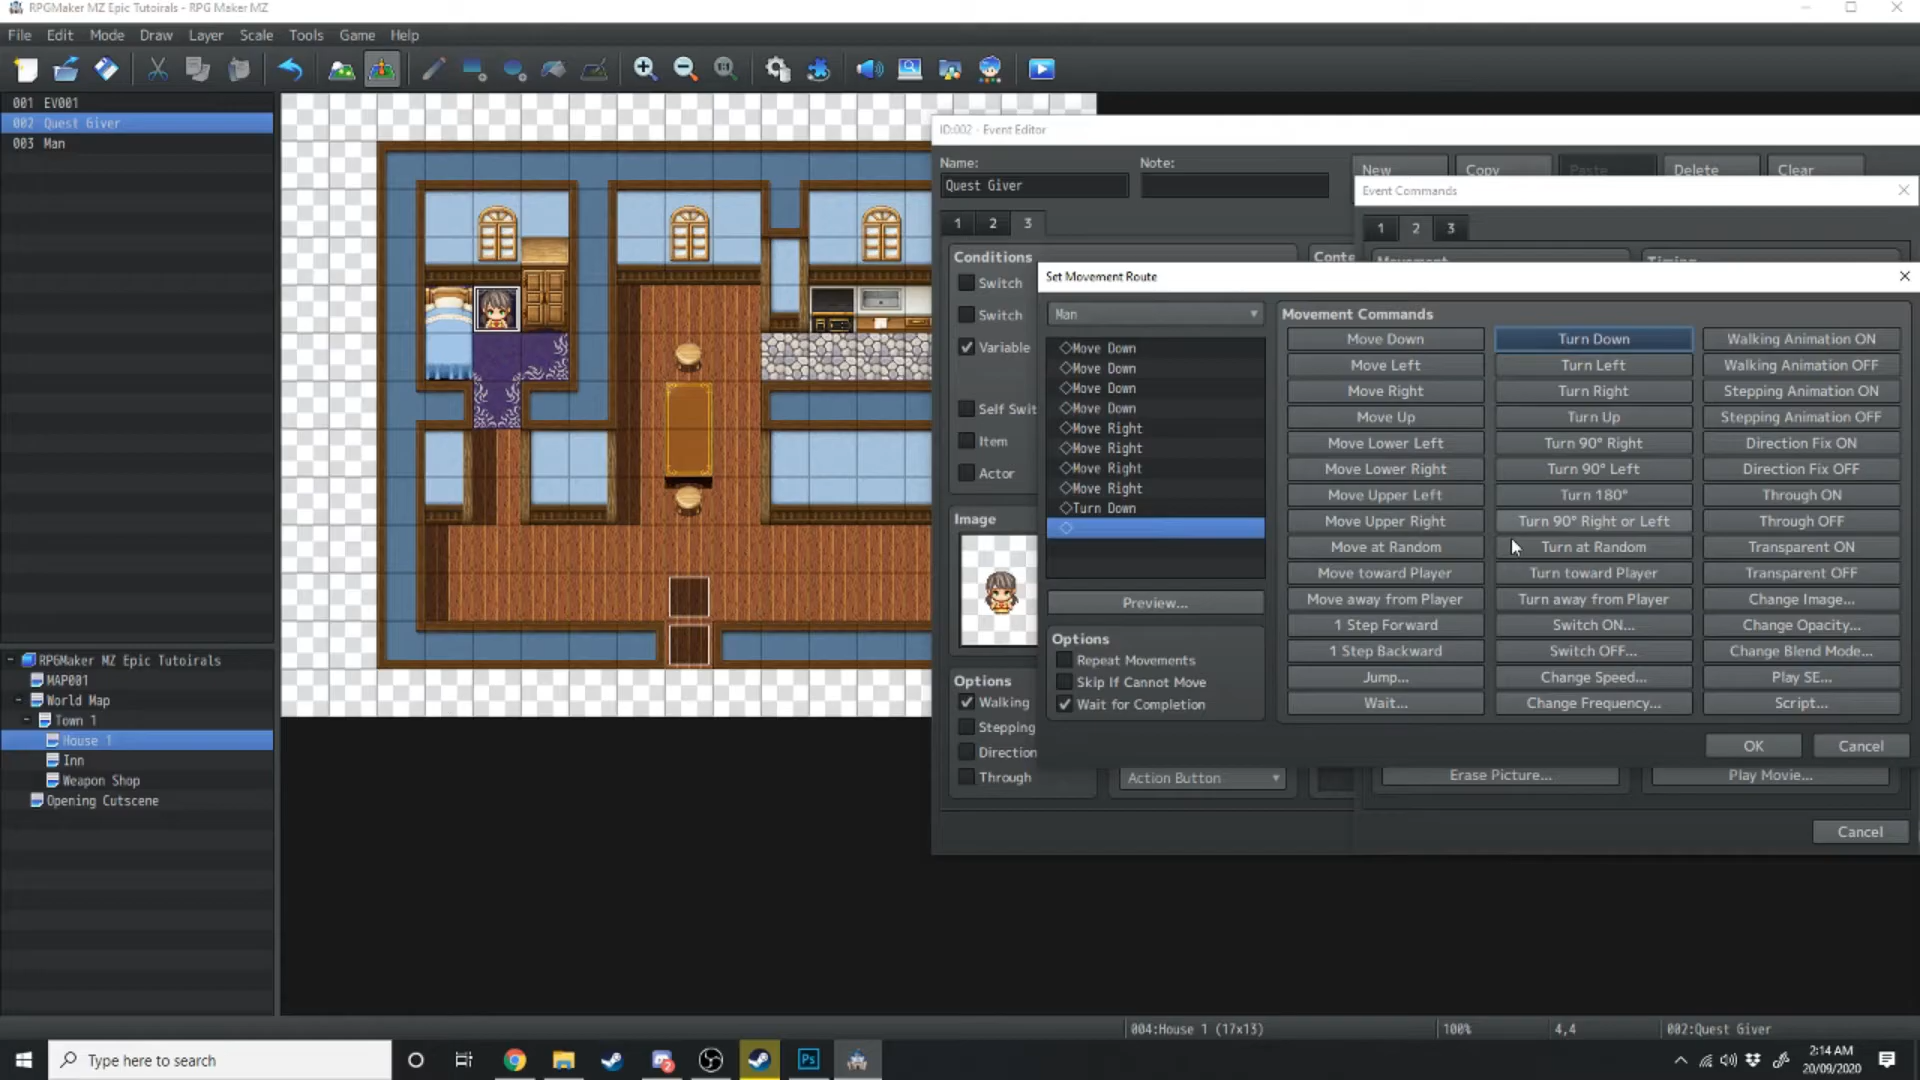 RPGMaker MZ Epic Tutoirals - RPG Maker MZ
File Edit Mode Draw Layer Scale Tools Game Help
001 EV001
002 Quest Giver
003 Man
RPGMaker MZ Epic Tutoirals
MAP001
World Map
Town 1
House 1
Inn
Weapon Shop
Opening Cutscene
ID:002 - Event Editor
Name:
Note:
Quest Giver
New Copy Paste Delete Clear
1 2 3
Conditions
Switch
Switch
Variable
Self Swit
Item
Actor
Image
Options
Walking
Stepping
Direction
Through
Conte
Action Button
Event Commands
1 2 3
Movement
Timing
Erase Picture...
Play Movie...
Cancel
Set Movement Route
Man
◇Move Down
◇Move Down
◇Move Down
◇Move Down
◇Move Right
◇Move Right
◇Move Right
◇Move Right
◇Turn Down
◇
Preview...
Options
Repeat Movements
Skip If Cannot Move
Wait for Completion
Movement Commands
Move Down Turn Down Walking Animation ON
Move Left Turn Left Walking Animation OFF
Move Right Turn Right Stepping Animation ON
Move Up Turn Up Stepping Animation OFF
Move Lower Left Turn 90° Right Direction Fix ON
Move Lower Right Turn 90° Left Direction Fix OFF
Move Upper Left Turn 180° Through ON
Move Upper Right Turn 90° Right or Left Through OFF
Move at Random Turn at Random Transparent ON
Move toward Player Turn toward Player Transparent OFF
Move away from Player Turn away from Player Change Image...
1 Step Forward Switch ON... Change Opacity...
1 Step Backward Switch OFF... Change Blend Mode...
Jump... Change Speed... Play SE...
Wait... Change Frequency... Script...
OK Cancel
004:House 1 (17x13) 100% 4,4 002:Quest Giver
Type here to search
Ps
2:14 AM
20/09/2020